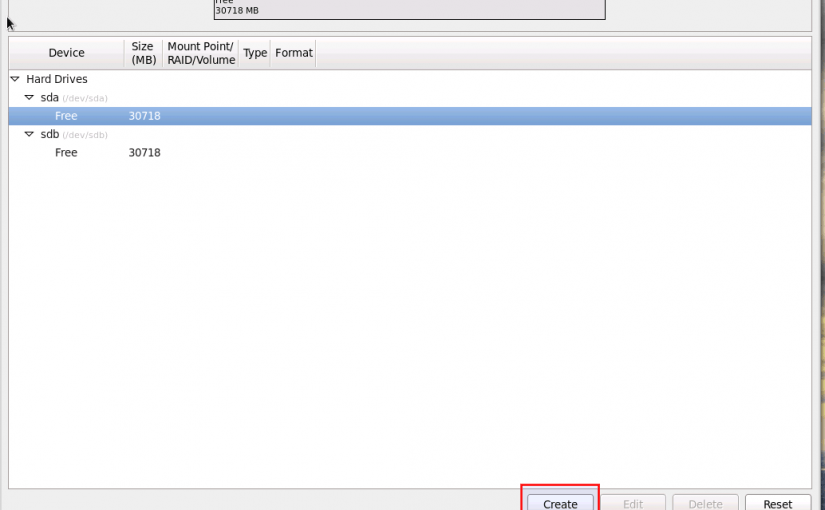 Free
30718 MB
Device Size (MB) Mount Point/ RAID/Volume Type Format
Hard Drives
sda (/dev/sda)
Free 30718
sdb (/dev/sdb)
Free 30718
Create Edit Delete Reset